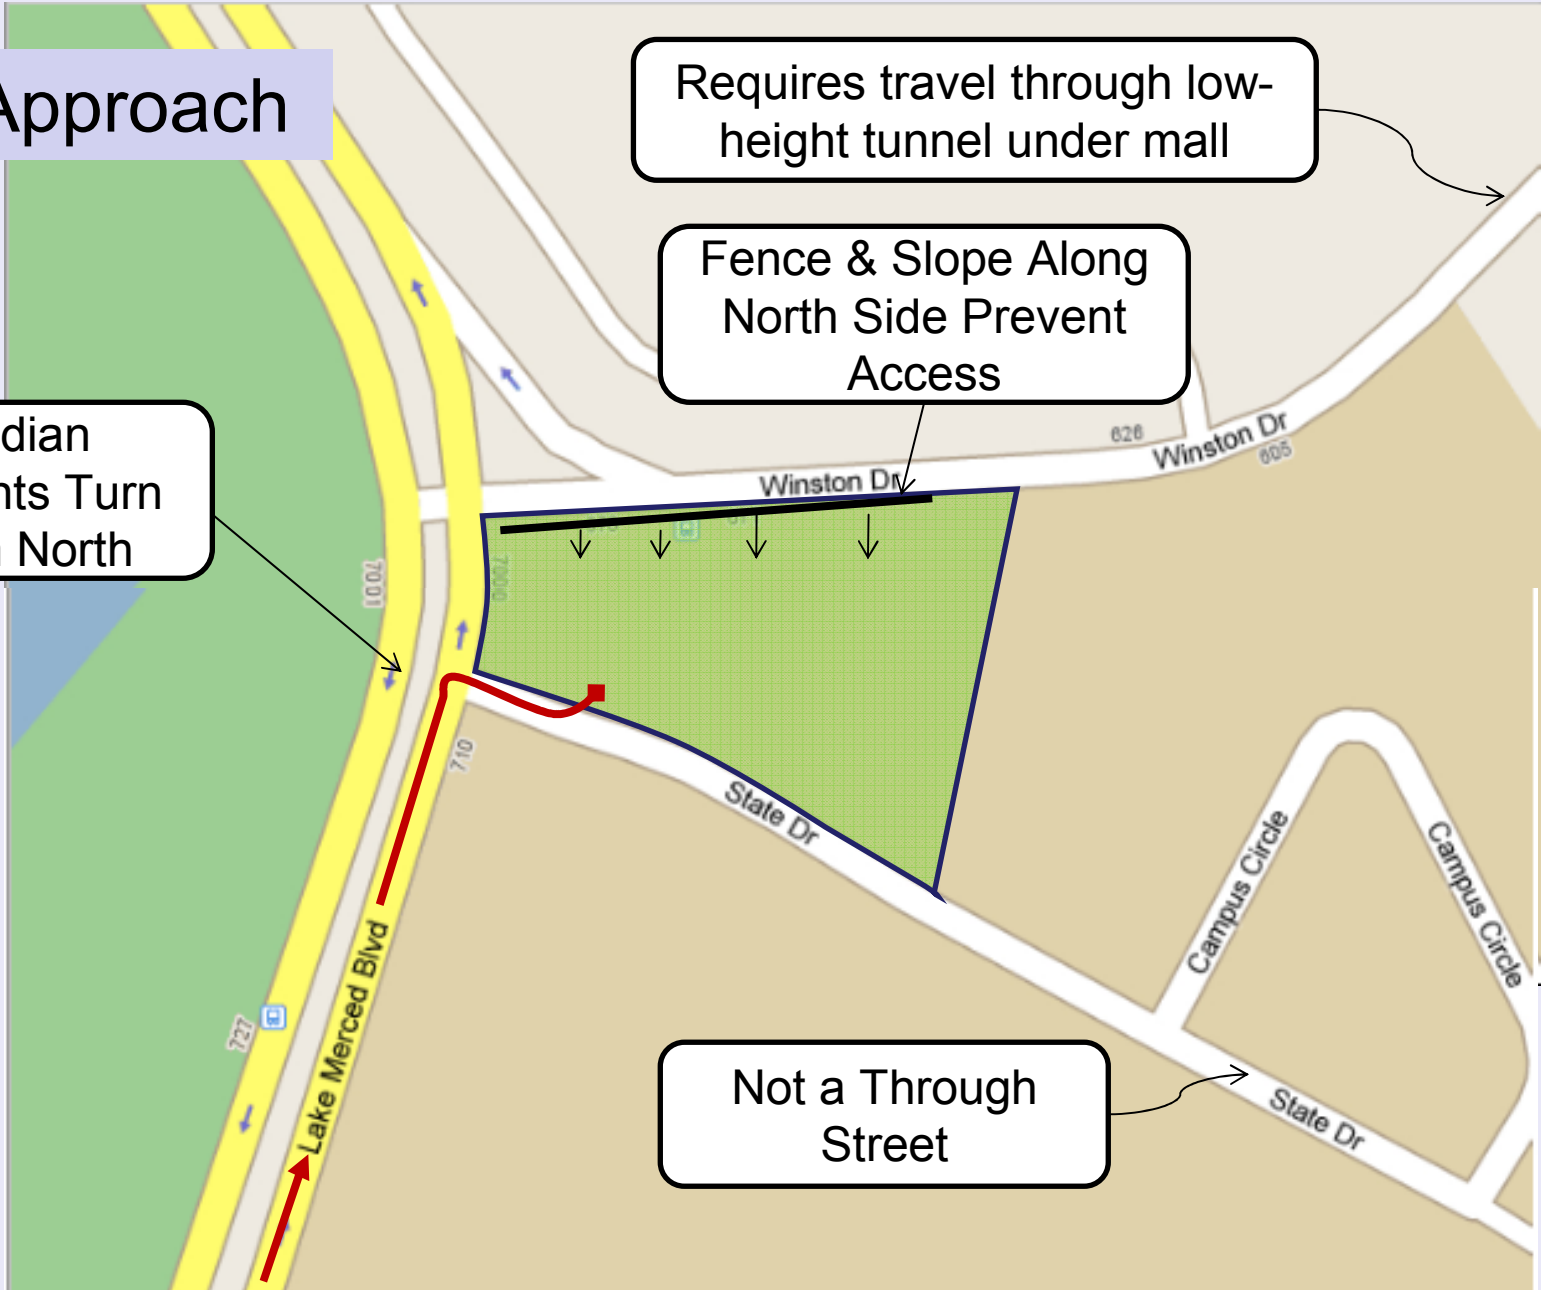 Approach
Requires travel through low-
height tunnel under mall
Fence & Slope Along
North Side Prevent
Access
dian
nts Turn
North
626
Winston Dr
605
Winston Dr
7001
7000
710
State Dr
Campus Circle
Campus Circle
Lake Merced Blvd
727
Not a Through
Street
State Dr